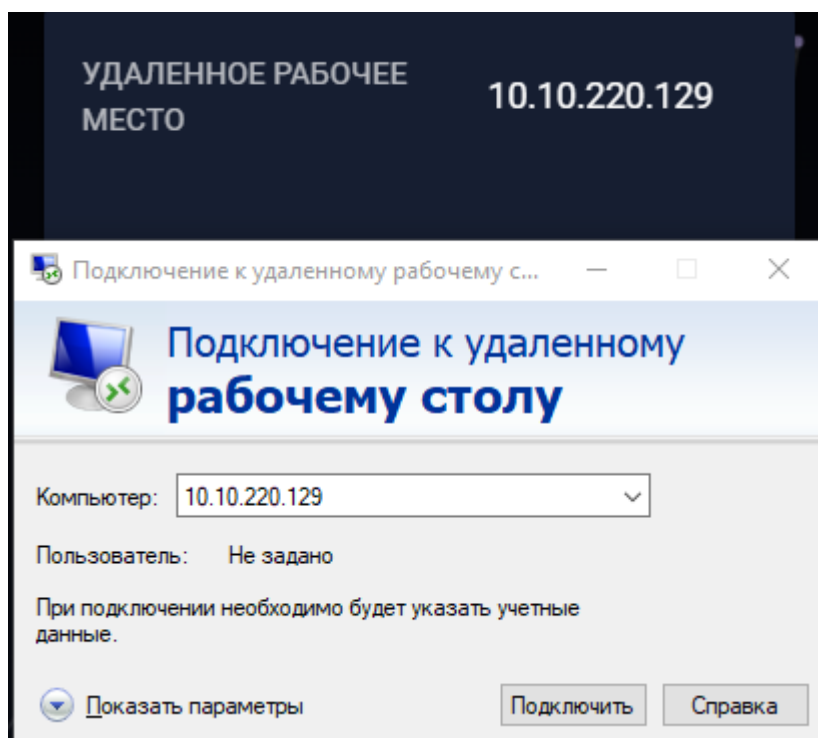 УДАЛЕННОЕ РАБОЧЕЕ
МЕСТО
10.10.220.129
Подключение к удаленному рабочему с...
Подключение к удаленному
рабочему столу
Компьютер: 10.10.220.129
Пользователь: Не задано
При подключении необходимо будет указать учетные
данные.
Показать параметры Подключить Справка